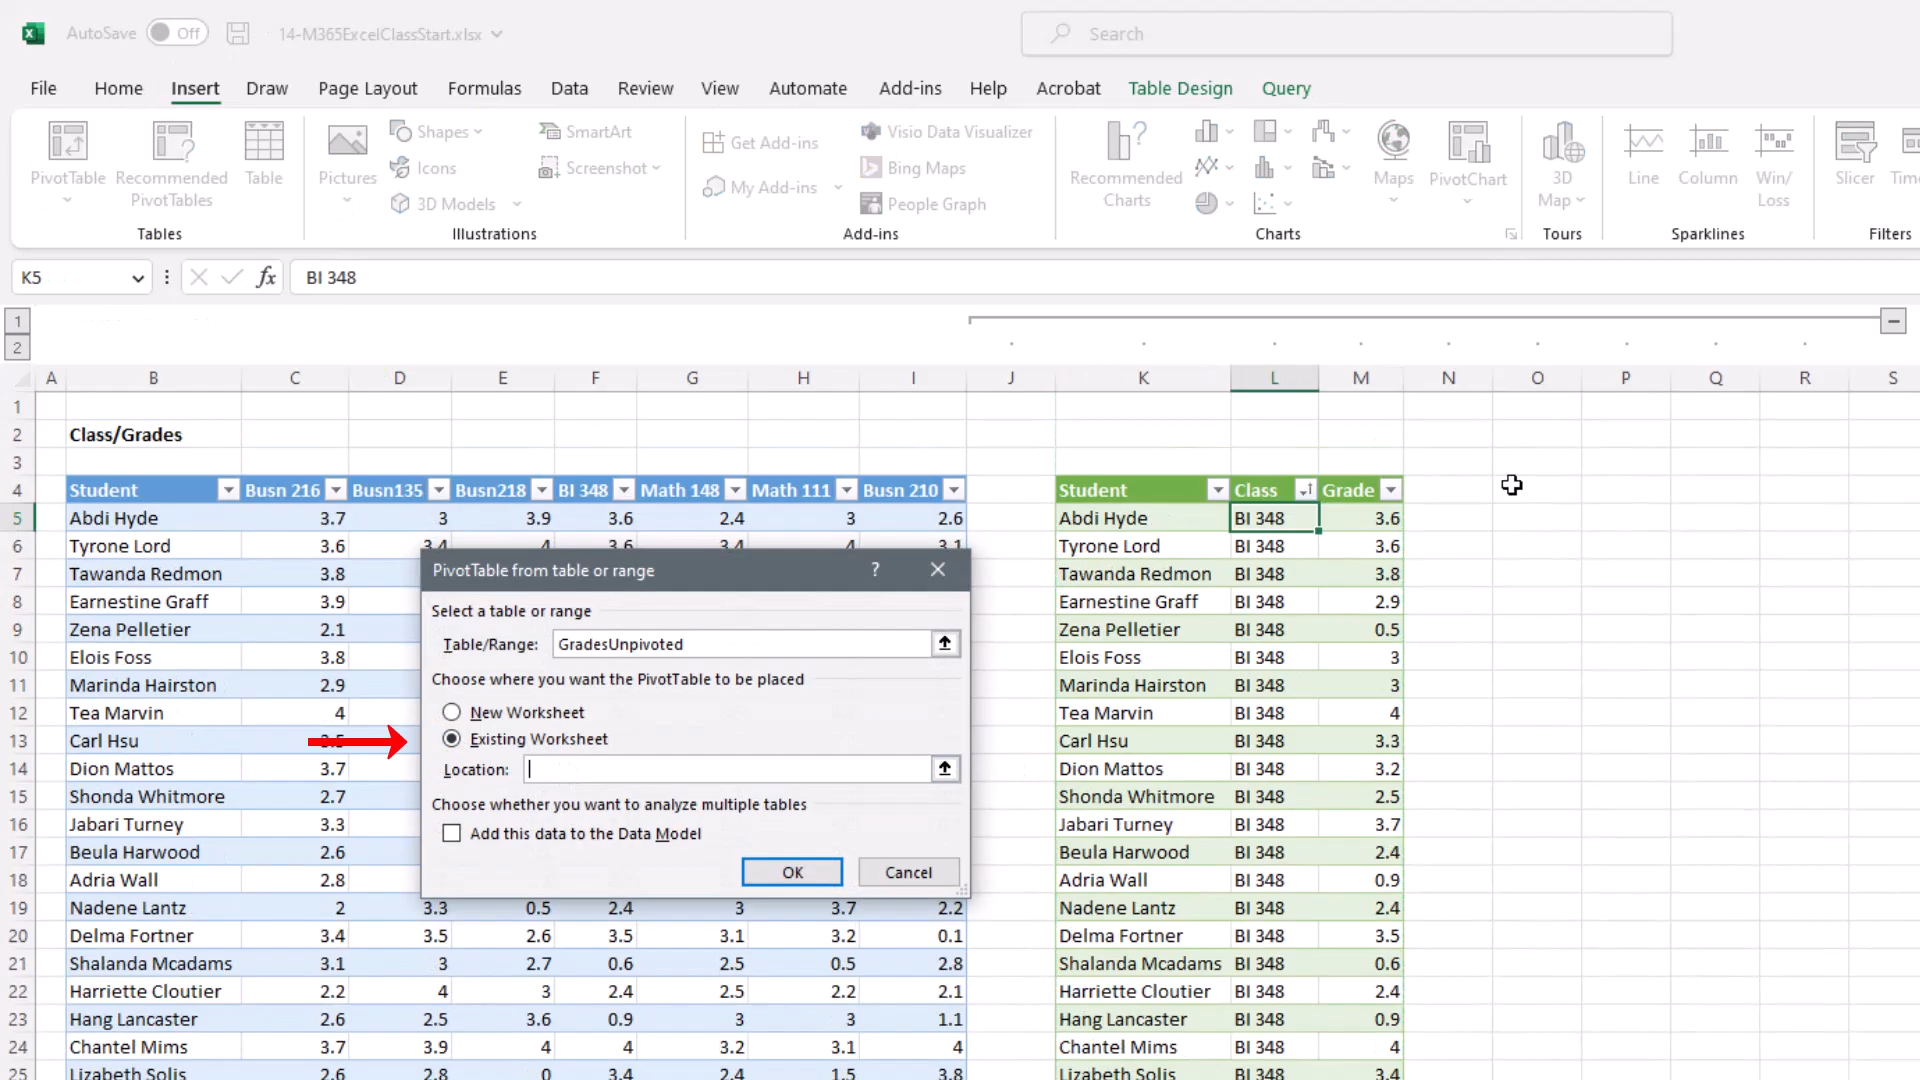 AutoSave Off 14-M365ExcelClassStart.xlsx Search
File Home Insert Draw Page Layout Formulas Data Review View Automate Add-ins Help Acrobat Table Design Query
PivotTable
Recommended PivotTables
Table
Tables
Pictures
Shapes
Icons
3D Models
SmartArt
Screenshot
Illustrations
Get Add-ins
My Add-ins
Visio Data Visualizer
Bing Maps
People Graph
Add-ins
Recommended Charts
Maps
PivotChart
Charts
3D Map
Tours
Line
Column
Win/Loss
Sparklines
Slicer
Filters
K5 fx BI 348
1
2
A B C D E F G H I J K L M N O P Q R S
1
2 Class/Grades
3
4 Student Busn 216 Busn135 Busn218 BI 348 Math 148 Math 111 Busn 210 Student Class Grade
5 Abdi Hyde 3.7 3 3.9 3.6 2.4 3 2.6 Abdi Hyde BI 348 3.6
6 Tyrone Lord 3.6 3.4 4 3.6 3.4 4 3.1 Tyrone Lord BI 348 3.6
7 Tawanda Redmon 3.8 Tawanda Redmon BI 348 3.8
8 Earnestine Graff 3.9 Earnestine Graff BI 348 2.9
9 Zena Pelletier 2.1 Zena Pelletier BI 348 0.5
10 Elois Foss 3.8 Elois Foss BI 348 3
11 Marinda Hairston 2.9 Marinda Hairston BI 348 3
12 Tea Marvin 4 Tea Marvin BI 348 4
13 Carl Hsu Carl Hsu BI 348 3.3
14 Dion Mattos 3.7 Dion Mattos BI 348 3.2
15 Shonda Whitmore 2.7 Shonda Whitmore BI 348 2.5
16 Jabari Turney 3.3 Jabari Turney BI 348 3.7
17 Beula Harwood 2.6 Beula Harwood BI 348 2.4
18 Adria Wall 2.8 Adria Wall BI 348 0.9
19 Nadene Lantz 2 3.3 0.5 2.4 3 3.7 2.2 Nadene Lantz BI 348 2.4
20 Delma Fortner 3.4 3.5 2.6 3.5 3.1 3.2 0.1 Delma Fortner BI 348 3.5
21 Shalanda Mcadams 3.1 3 2.7 0.6 2.5 0.5 2.8 Shalanda Mcadams BI 348 0.6
22 Harriette Cloutier 2.2 4 3 2.4 2.5 2.2 2.1 Harriette Cloutier BI 348 2.4
23 Hang Lancaster 2.6 2.5 3.6 0.9 3 3 1.1 Hang Lancaster BI 348 0.9
24 Chantel Mims 3.7 3.9 4 4 3.2 3.1 4 Chantel Mims BI 348 4
25 Lizabeth Solis 2.6 2.8 0 3.4 2.4 1.5 3.8 Lizabeth Solis BI 348 3.4
PivotTable from table or range ?
Select a table or range
Table/Range: GradesUnpivoted
Choose where you want the PivotTable to be placed
New Worksheet
Existing Worksheet
Location:
Choose whether you want to analyze multiple tables
Add this data to the Data Model
OK Cancel